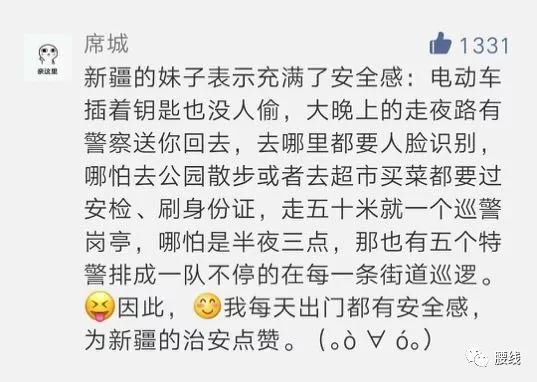 席城
1331
亲这里
新疆的妹子表示充满了安全感：电动车
插着钥匙也没人偷，大晚上的走夜路有
警察送你回去，去哪里都要人脸识别，
哪怕去公园散步或者去超市买菜都要过
安检、刷身份证，走五十米就一个巡警
岗亭，哪怕是半夜三点，那也有五个特
警排成一队不停的在每一条街道巡逻。
😝因此，😊我每天出门都有安全感，
为新疆的治安点赞。（｡ò ∀ ó｡）
腰线